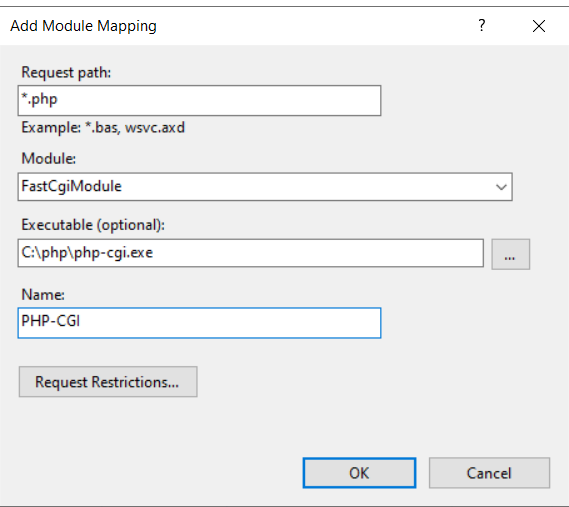 Add Module Mapping
?
Request path:
*.php
Example: *.bas, wsvc.axd
Module:
FastCgiModule
Executable (optional):
C:\php\php-cgi.exe
...
Name:
PHP-CGI
Request Restrictions...
OK
Cancel